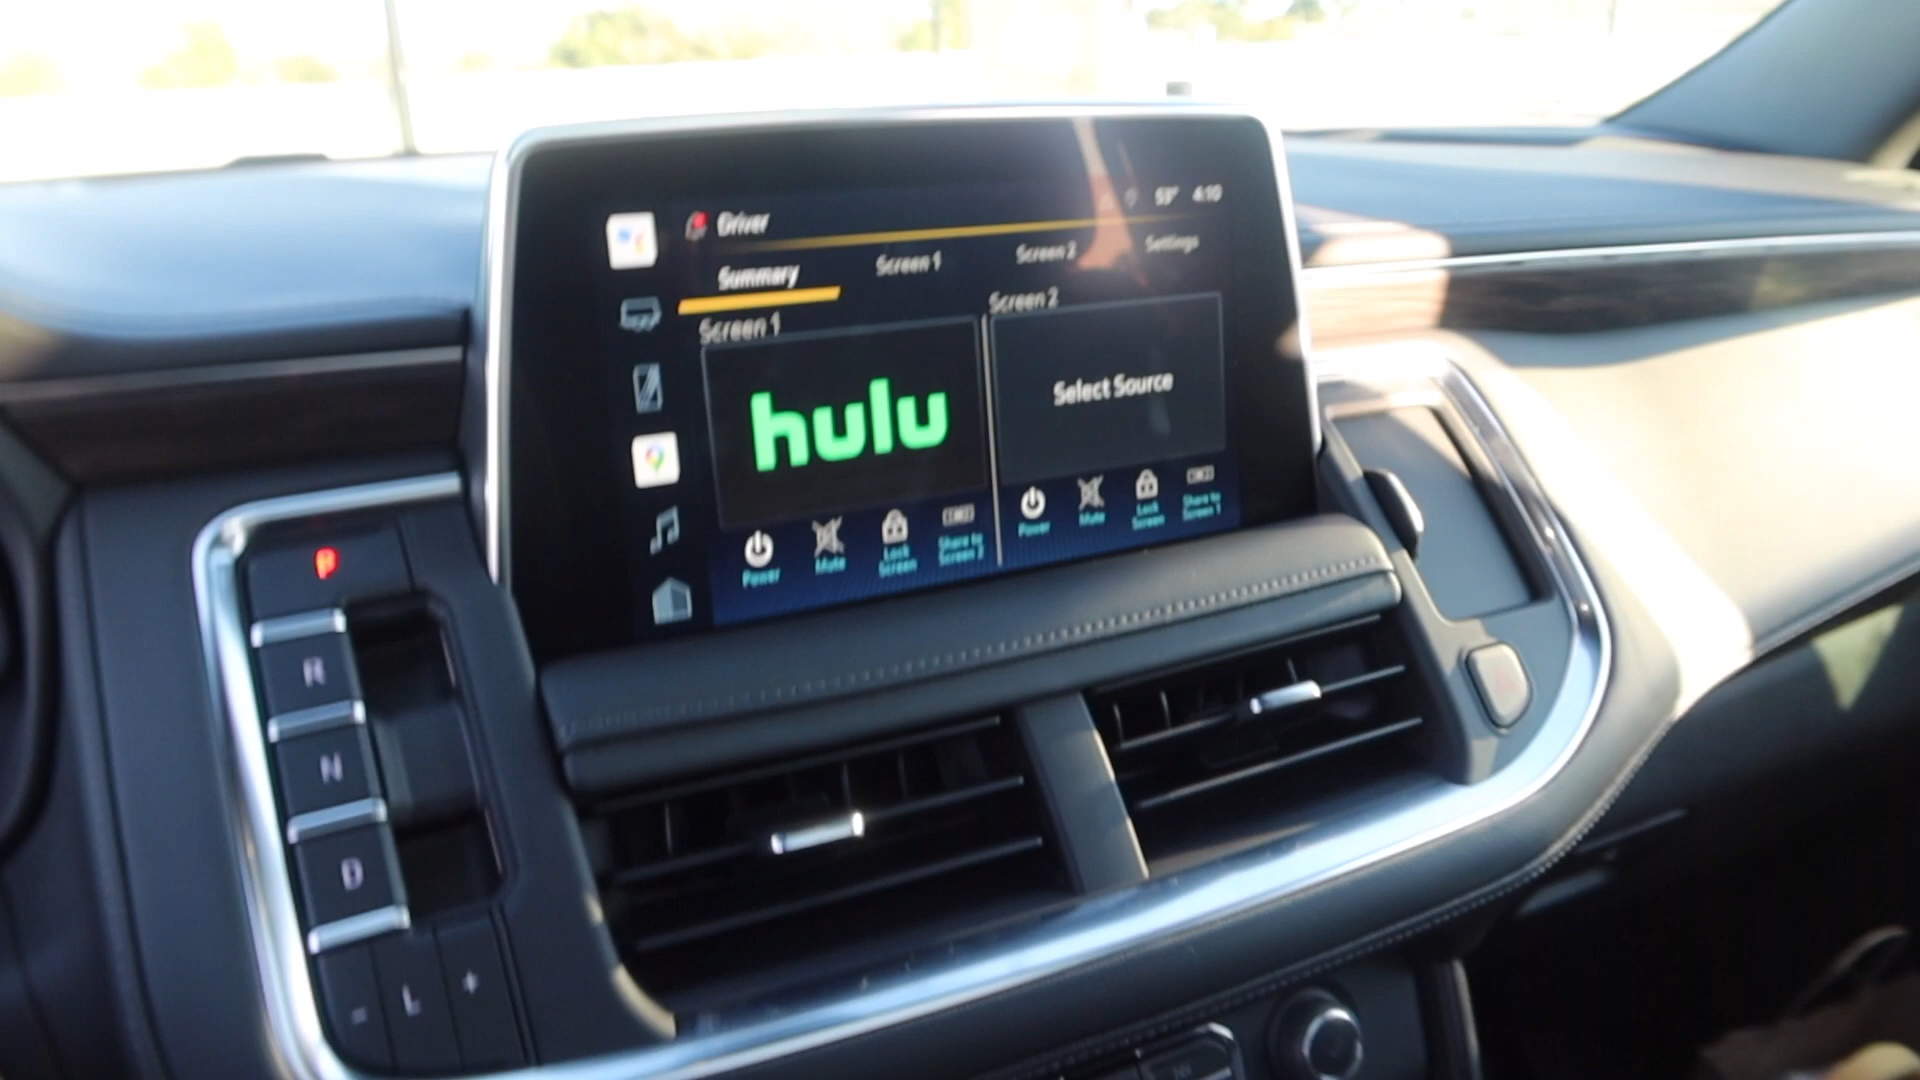 Driver
53° 4:10
Summary
Screen 1
Screen 2
Settings
Screen 1
Screen 2
hulu
Select Source
Power
Mute
Lock
Screen
Share to
Screen 2
Power
Mute
Lock
Screen
Share to
Screen 1
P
R
N
D
- L +